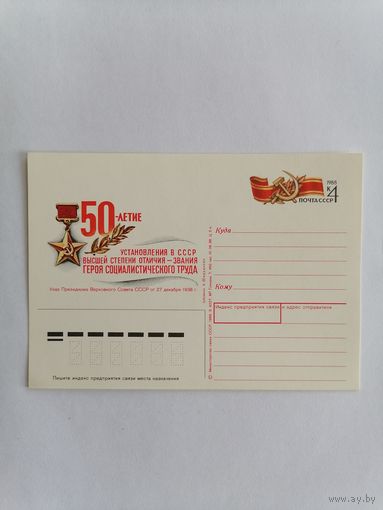 50-ЛЕТИЕ
УСТАНОВЛЕНИЯ В СССР
ВЫСШЕЙ СТЕПЕНИ ОТЛИЧИЯ — ЗВАНИЯ
ГЕРОЯ СОЦИАЛИСТИЧЕСКОГО ТРУДА
Указ Президиума Верховного Совета СССР от 27 декабря 1938 г.
Пишите индекс предприятия связи места назначения
1988
К
4
ПОЧТА СССР
Куда
Кому
Индекс предприятия связи и адрес отправителя
www.ay.by